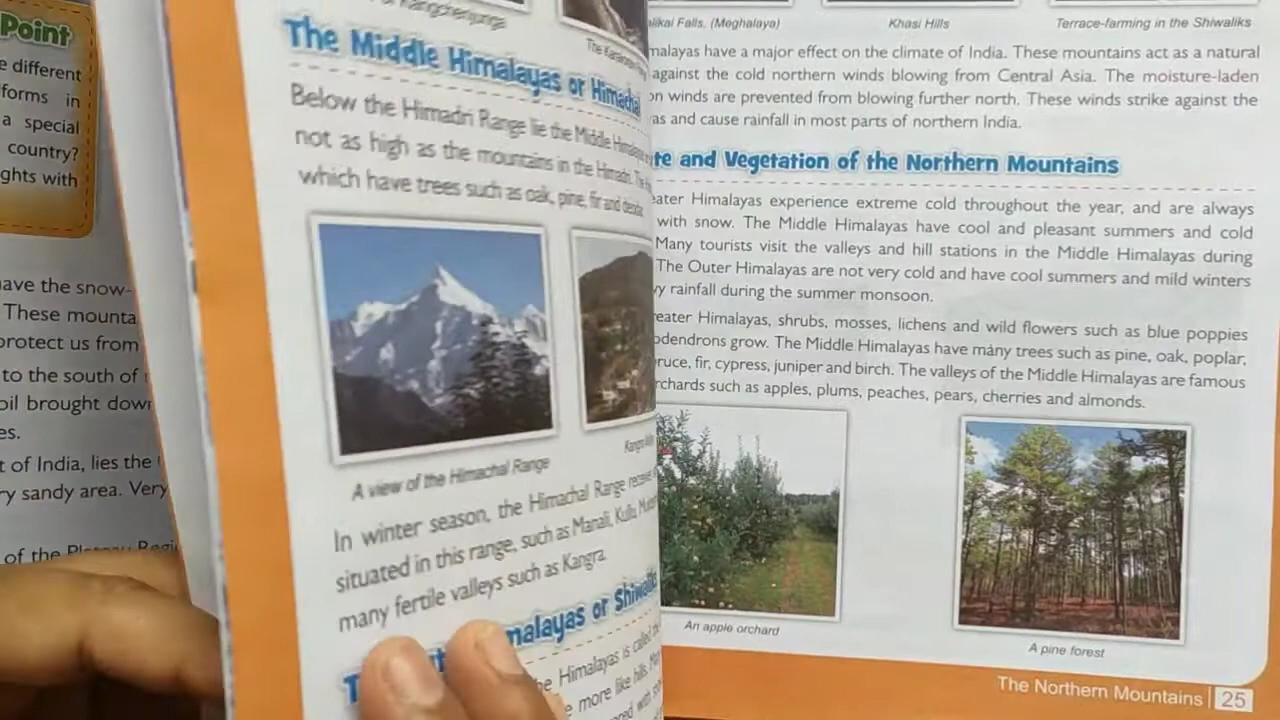 Point
e different
forms in
a special
country?
ghts with
ave the snow-
These mounta
protect us from
to the south of
oil brought down
es.
t of India, lies the
ry sandy area. Very
of the Plateau Regi
of Kangchenjunga
The Middle Himalayas or Himachal
Below the Himadri Range lie the Middle Himalayas
not as high as the mountains in the Himadri. The
which have trees such as oak, pine, fir and deodar
A view of the Himachal Range
Kangra
In winter season, the Himachal Range receive
situated in this range, such as Manali, Kullu
many fertile valleys such as Kangra.
malayas or Shiwaliks
he Himalayas is called the
e more like hills.
ered with
alikai Falls, (Meghalaya)
Khasi Hills
Terrace-farming in the Shiwaliks
malayas have a major effect on the climate of India. These mountains act as a natural
against the cold northern winds blowing from Central Asia. The moisture-laden
on winds are prevented from blowing further north. These winds strike against the
as and cause rainfall in most parts of northern India.
te and Vegetation of the Northern Mountains
eater Himalayas experience extreme cold throughout the year, and are always
with snow. The Middle Himalayas have cool and pleasant summers and cold
Many tourists visit the valleys and hill stations in the Middle Himalayas during
The Outer Himalayas are not very cold and have cool summers and mild winters
vy rainfall during the summer monsoon.
reater Himalayas, shrubs, mosses, lichens and wild flowers such as blue poppies
odendrons grow. The Middle Himalayas have many trees such as pine, oak, poplar,
ruce, fir, cypress, juniper and birch. The valleys of the Middle Himalayas are famous
rchards such as apples, plums, peaches, pears, cherries and almonds.
An apple orchard
A pine forest
The Northern Mountains 25